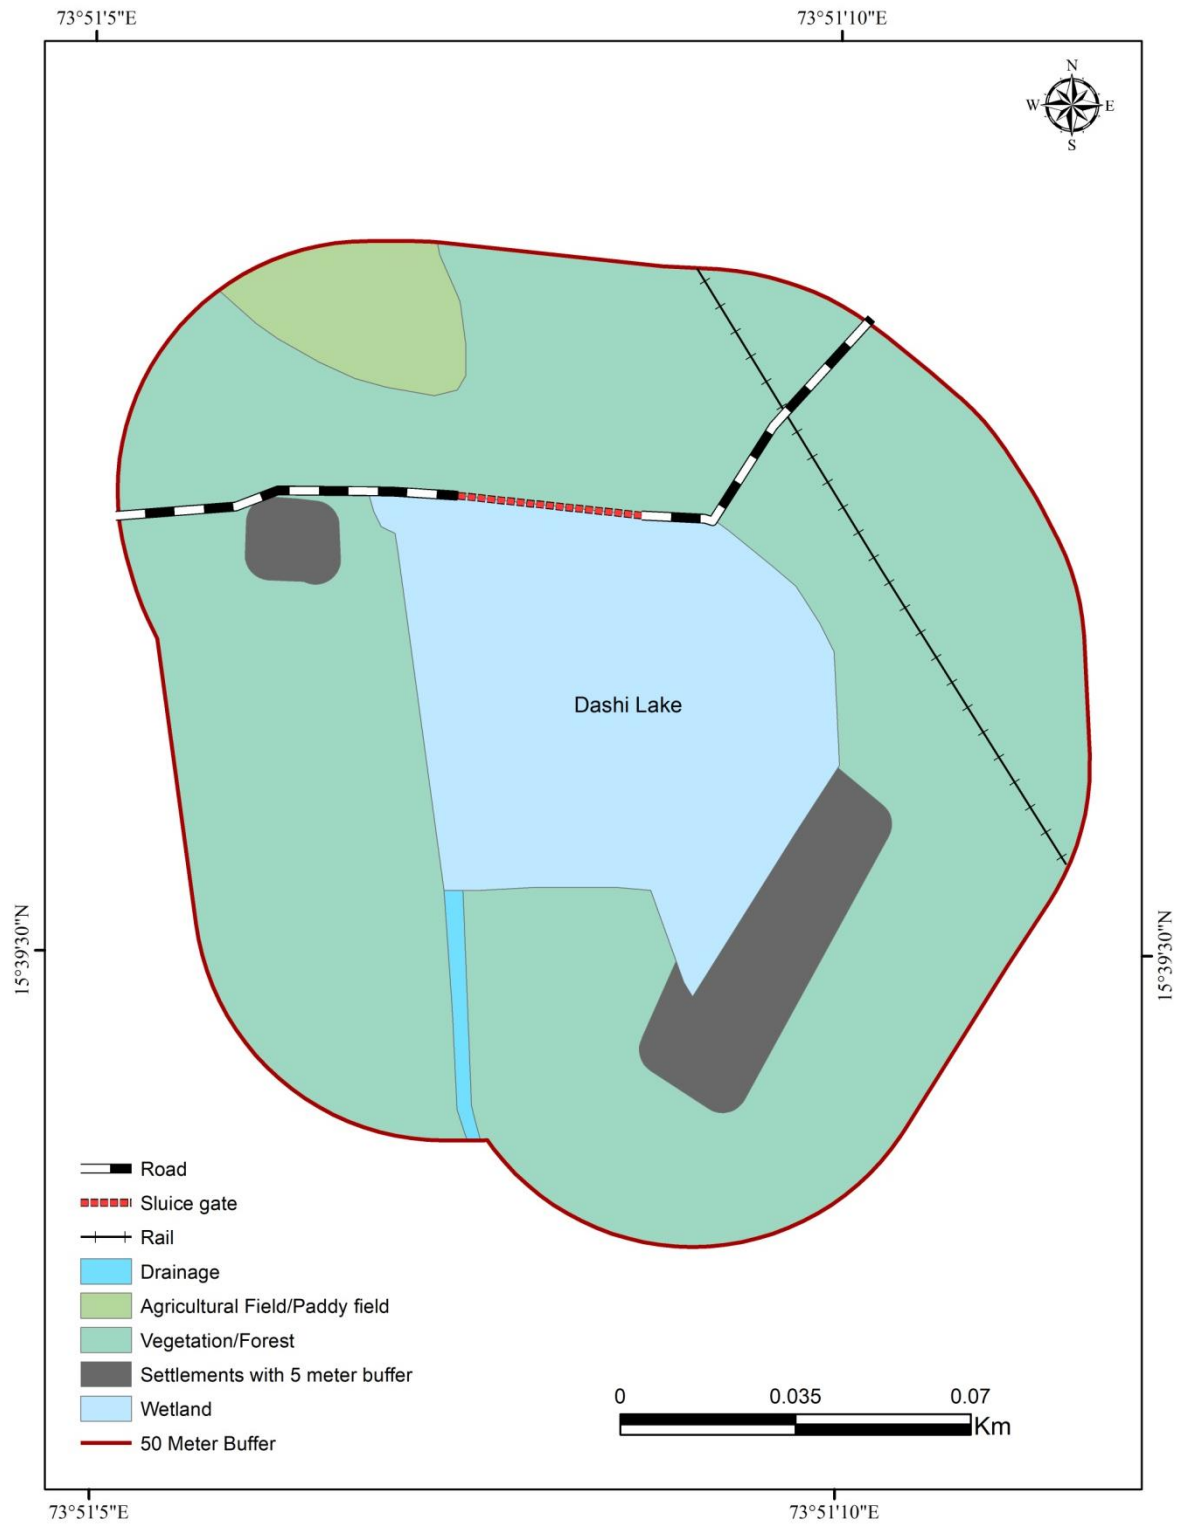 73°51'5"E
73°51'10"E
N
W
E
S
Dashi Lake
15°39'30"N
15°39'30"N
Road
Sluice gate
Rail
Drainage
Agricultural Field/Paddy field
Vegetation/Forest
Settlements with 5 meter buffer
Wetland
50 Meter Buffer
0 0.035 0.07
Km
73°51'5"E
73°51'10"E